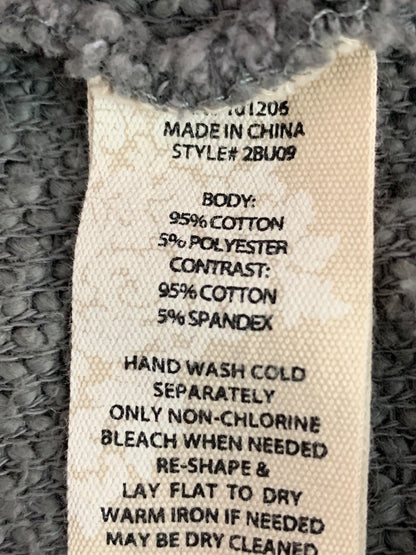 101206
MADE IN CHINA
STYLE# 2BU09
BODY:
95% COTTON
5% POLYESTER
CONTRAST:
95% COTTON
5% SPANDEX
HAND WASH COLD
SEPARATELY
ONLY NON-CHLORINE
BLEACH WHEN NEEDED
RE-SHAPE &
LAY FLAT TO DRY
WARM IRON IF NEEDED
MAY BE DRY CLEANED